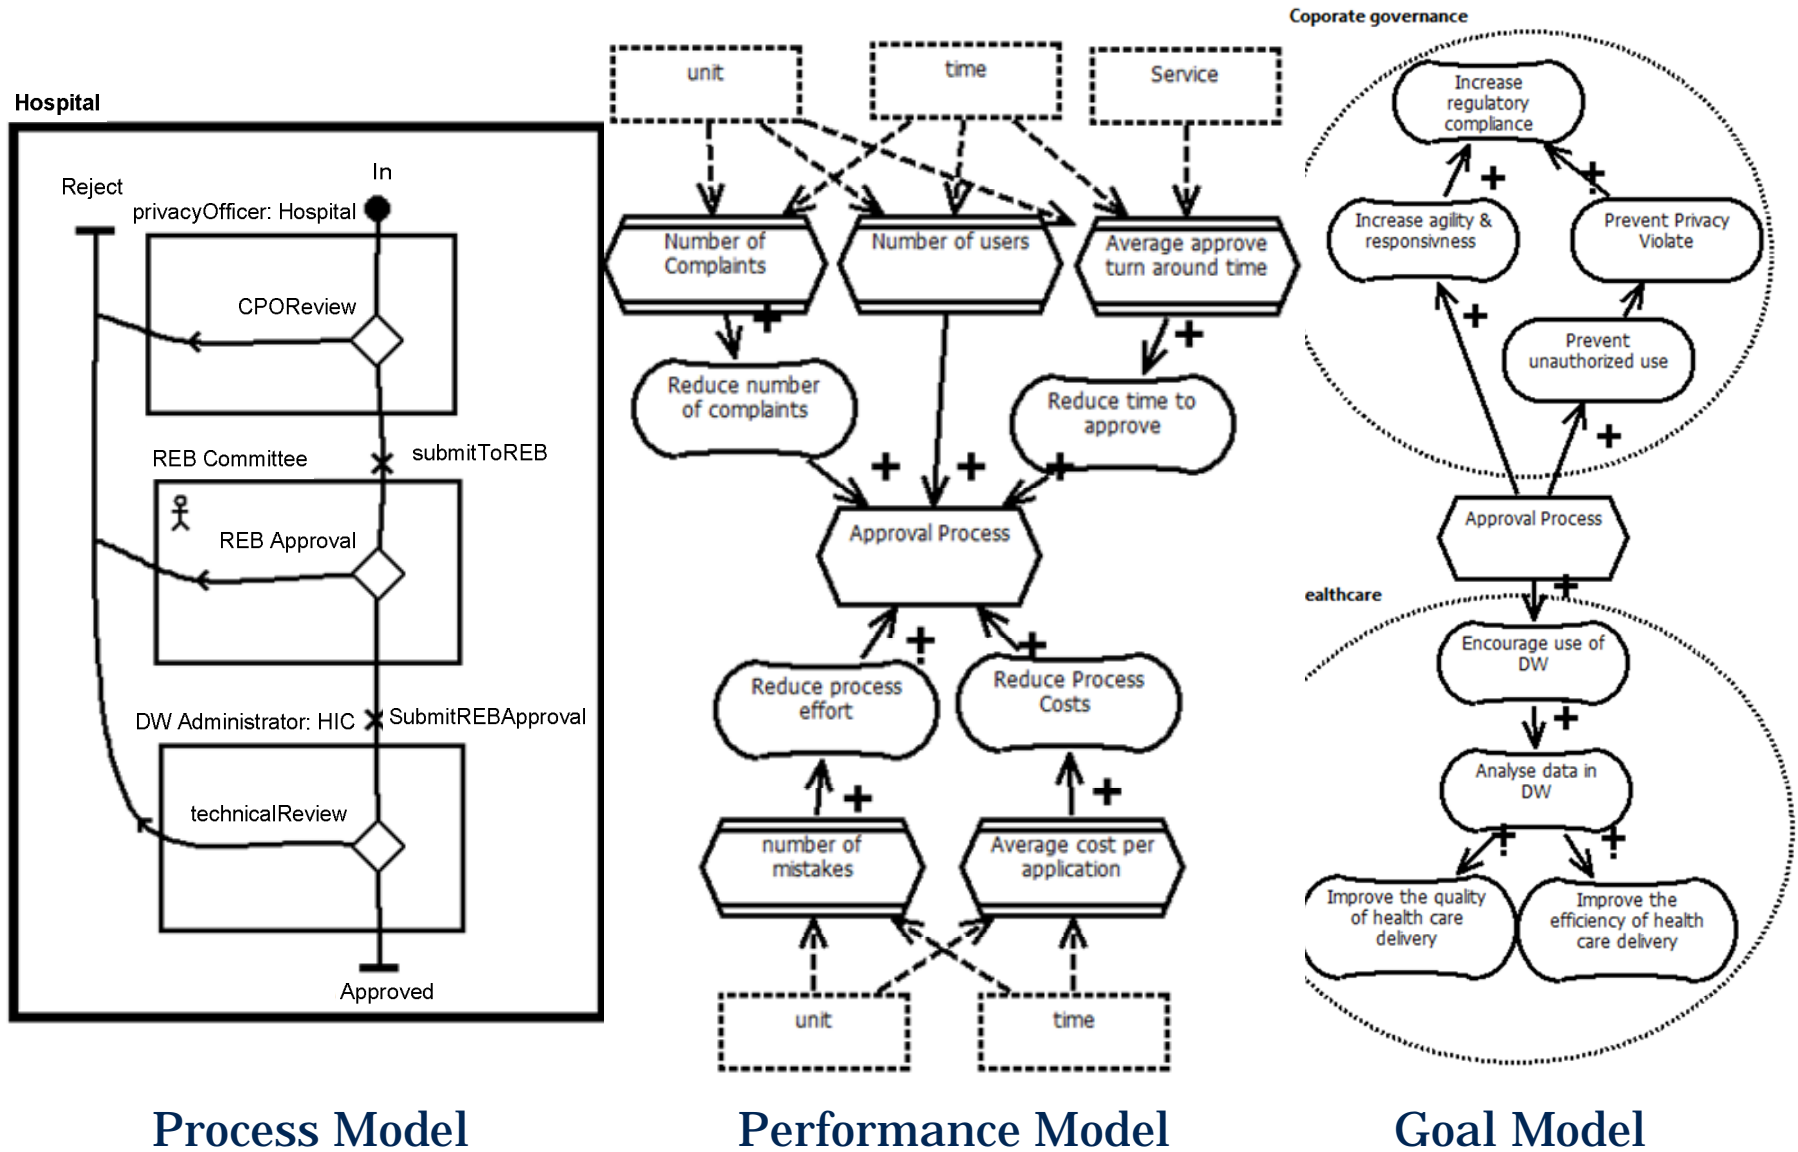 Hospital
Reject
In
privacyOfficer: Hospital
CPOReview
REB Committee
submitToREB
REB Approval
DW Administrator: HIC
SubmitREBApproval
technicalReview
Approved
Process Model
unit
time
Service
Number of
Complaints
Number of users
Average approve
turn around time
+
+
Reduce number
of complaints
Reduce time to
approve
+
+
+
Approval Process
+
+
Reduce process
effort
Reduce Process
Costs
+
+
number of
mistakes
Average cost per
application
unit
time
Performance Model
Coporate governance
Increase
regulatory
compliance
+
+
Increase agility &
responsivness
Prevent Privacy
Violate
+
Prevent
unauthorized use
+
Approval Process
+
ealthcare
Encourage use of
DW
+
Analyse data in
DW
+
+
Improve the quality
of health care
delivery
Improve the
efficiency of health
care delivery
Goal Model